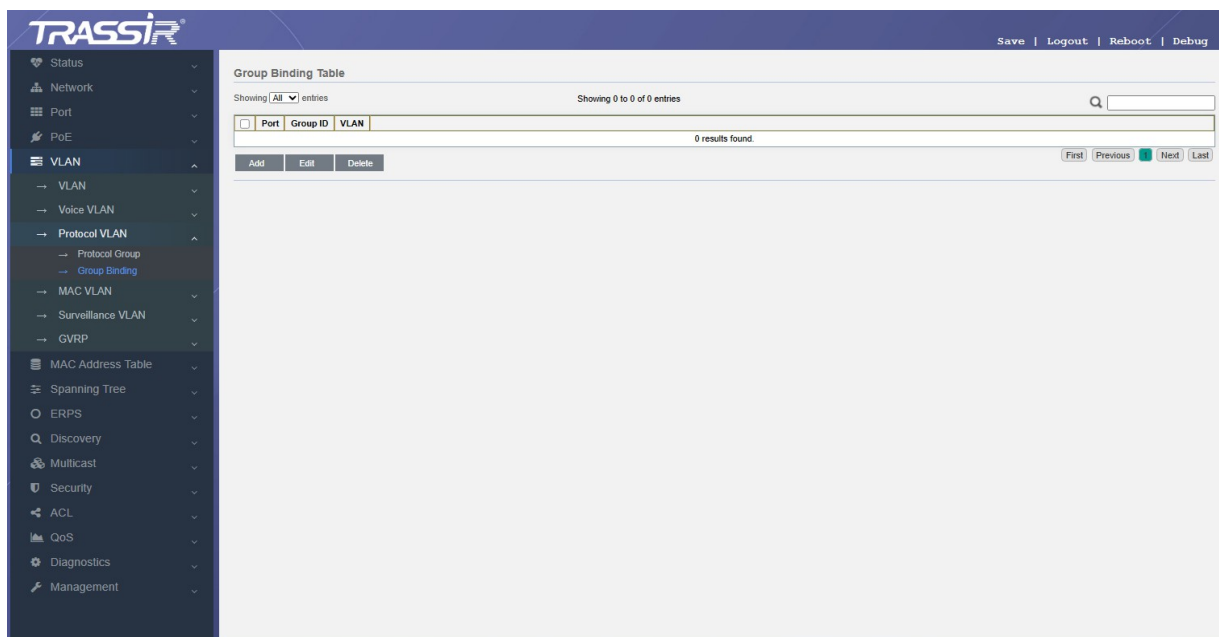 TRASSIR®
Save | Logout | Reboot | Debug
Status
Network
Port
PoE
VLAN
→ VLAN
→ Voice VLAN
→ Protocol VLAN
→ Protocol Group
→ Group Binding
→ MAC VLAN
→ Surveillance VLAN
→ GVRP
MAC Address Table
Spanning Tree
ERPS
Discovery
Multicast
Security
ACL
QoS
Diagnostics
Management
Group Binding Table
Showing All entries Showing 0 to 0 of 0 entries
Port Group ID VLAN
0 results found.
Add Edit Delete First Previous 1 Next Last